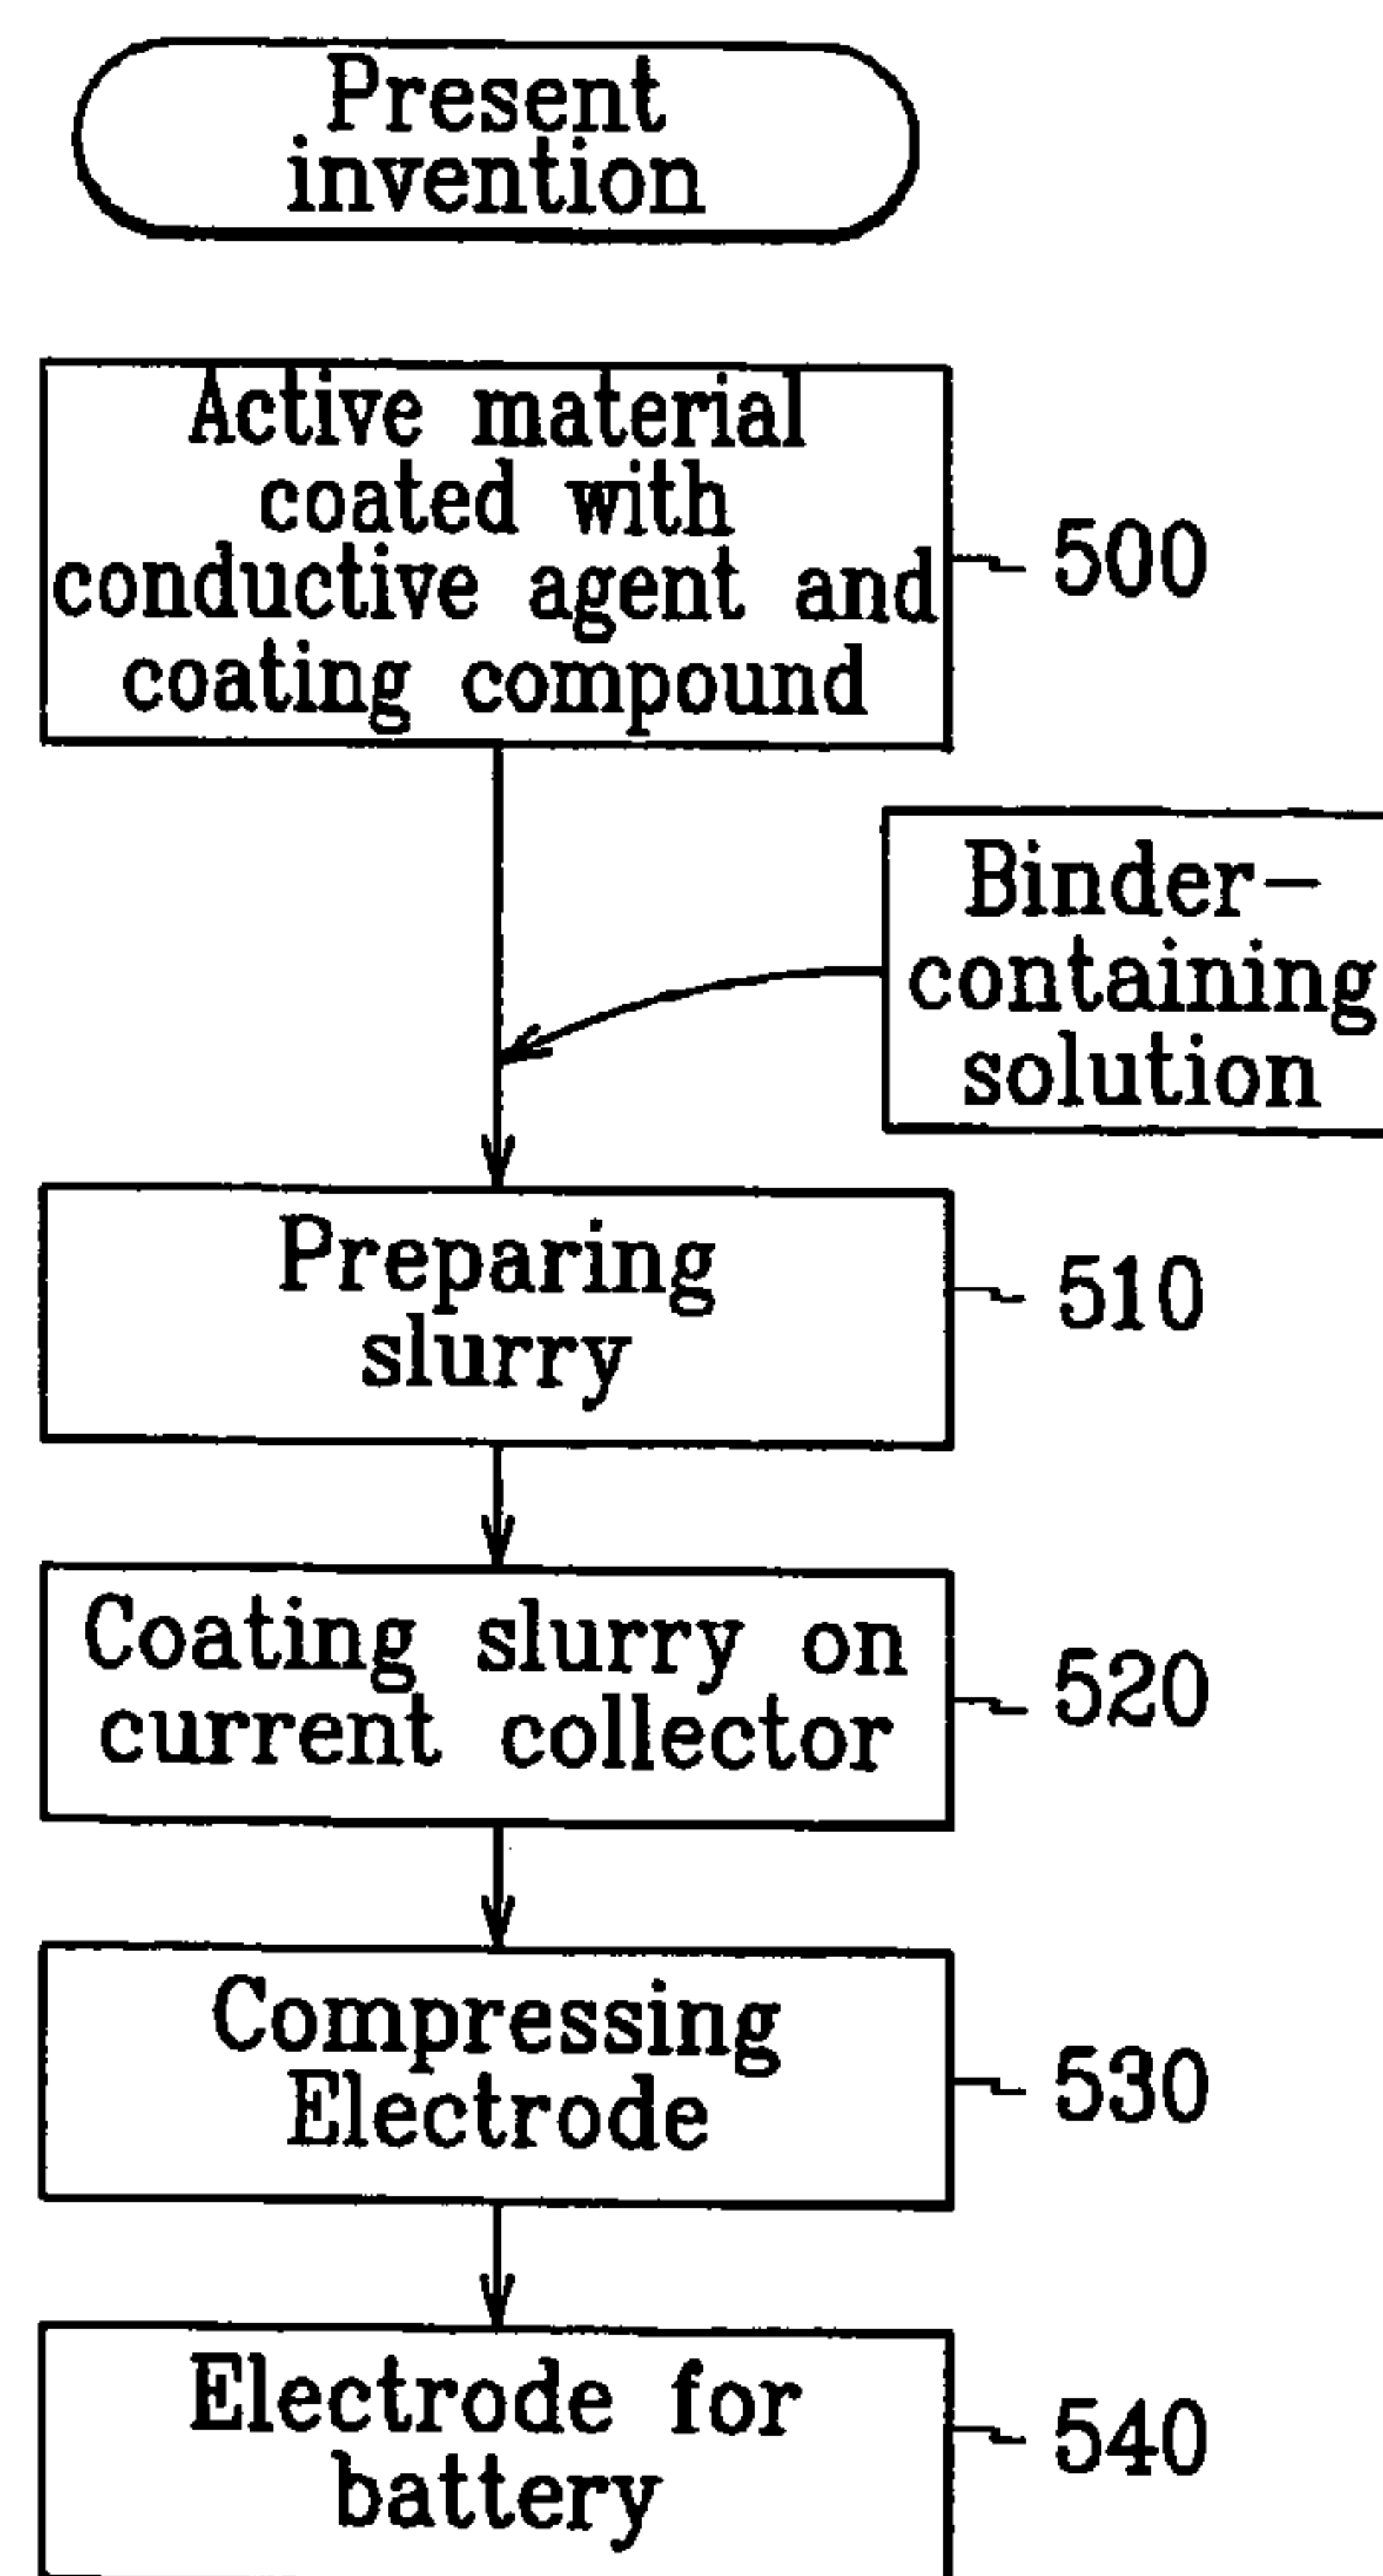 Present
invention
Active material
coated with
conductive agent and
coating compound
500
Binder-
containing
solution
Preparing
slurry
510
Coating slurry on
current collector
520
Compressing
Electrode
530
Electrode for
battery
540